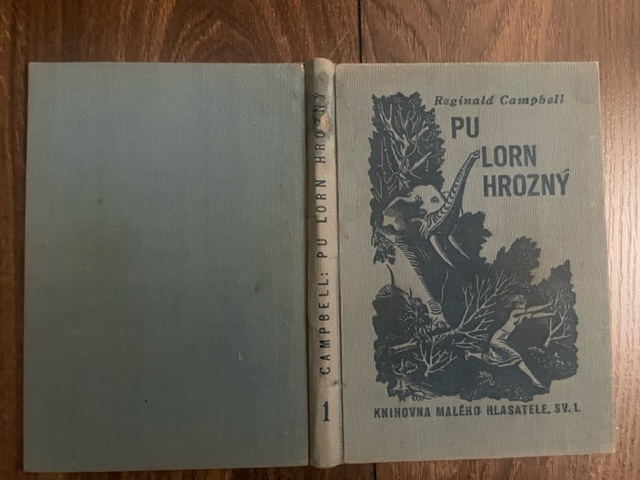 Reginald Campbell
PU
LORN
HROZNÝ
KNIHOVNA MALÉHO HLASATELE, SV. 1.
CAMPBELL: PU LORN HROZNÝ
1